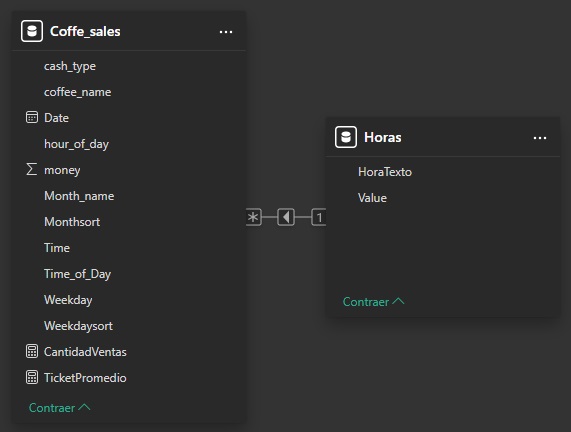 Coffe_sales
cash_type
coffee_name
Date
hour_of_day
money
Month_name
Monthsort
Time
Time_of_Day
Weekday
Weekdaysort
CantidadVentas
TicketPromedio
Contraer
* 1
Horas
HoraTexto
Value
Contraer